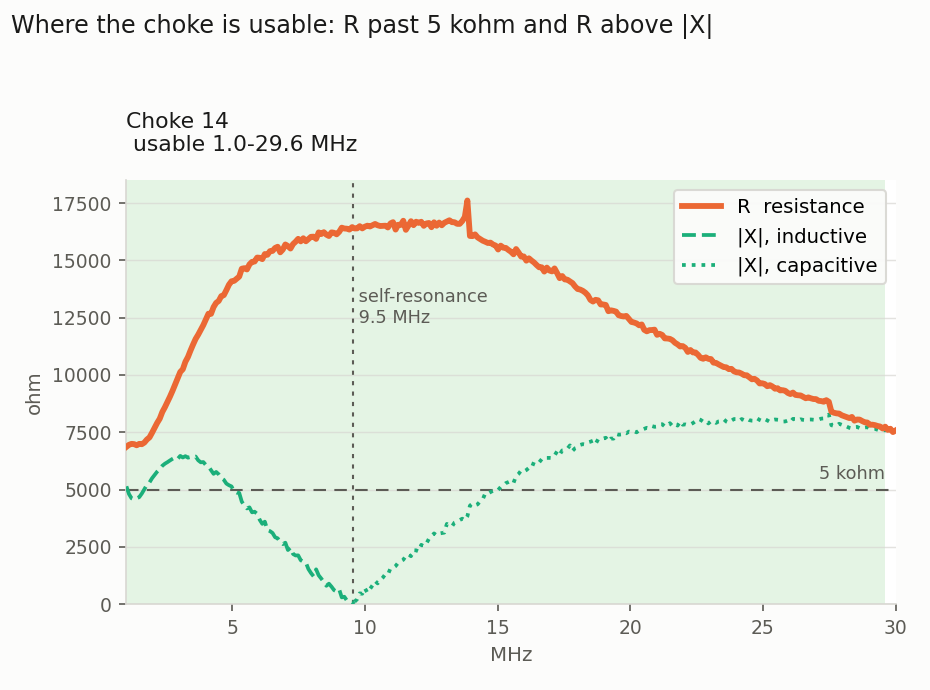 Where the choke is usable: R past 5 kohm and R above |X|
Choke 14
usable 1.0-29.6 MHz
17500
15000
12500
10000
7500
5000
2500
0
ohm
R  resistance
|X|, inductive
|X|, capacitive
self-resonance
9.5 MHz
5 kohm
5
10
15
20
25
30
MHz